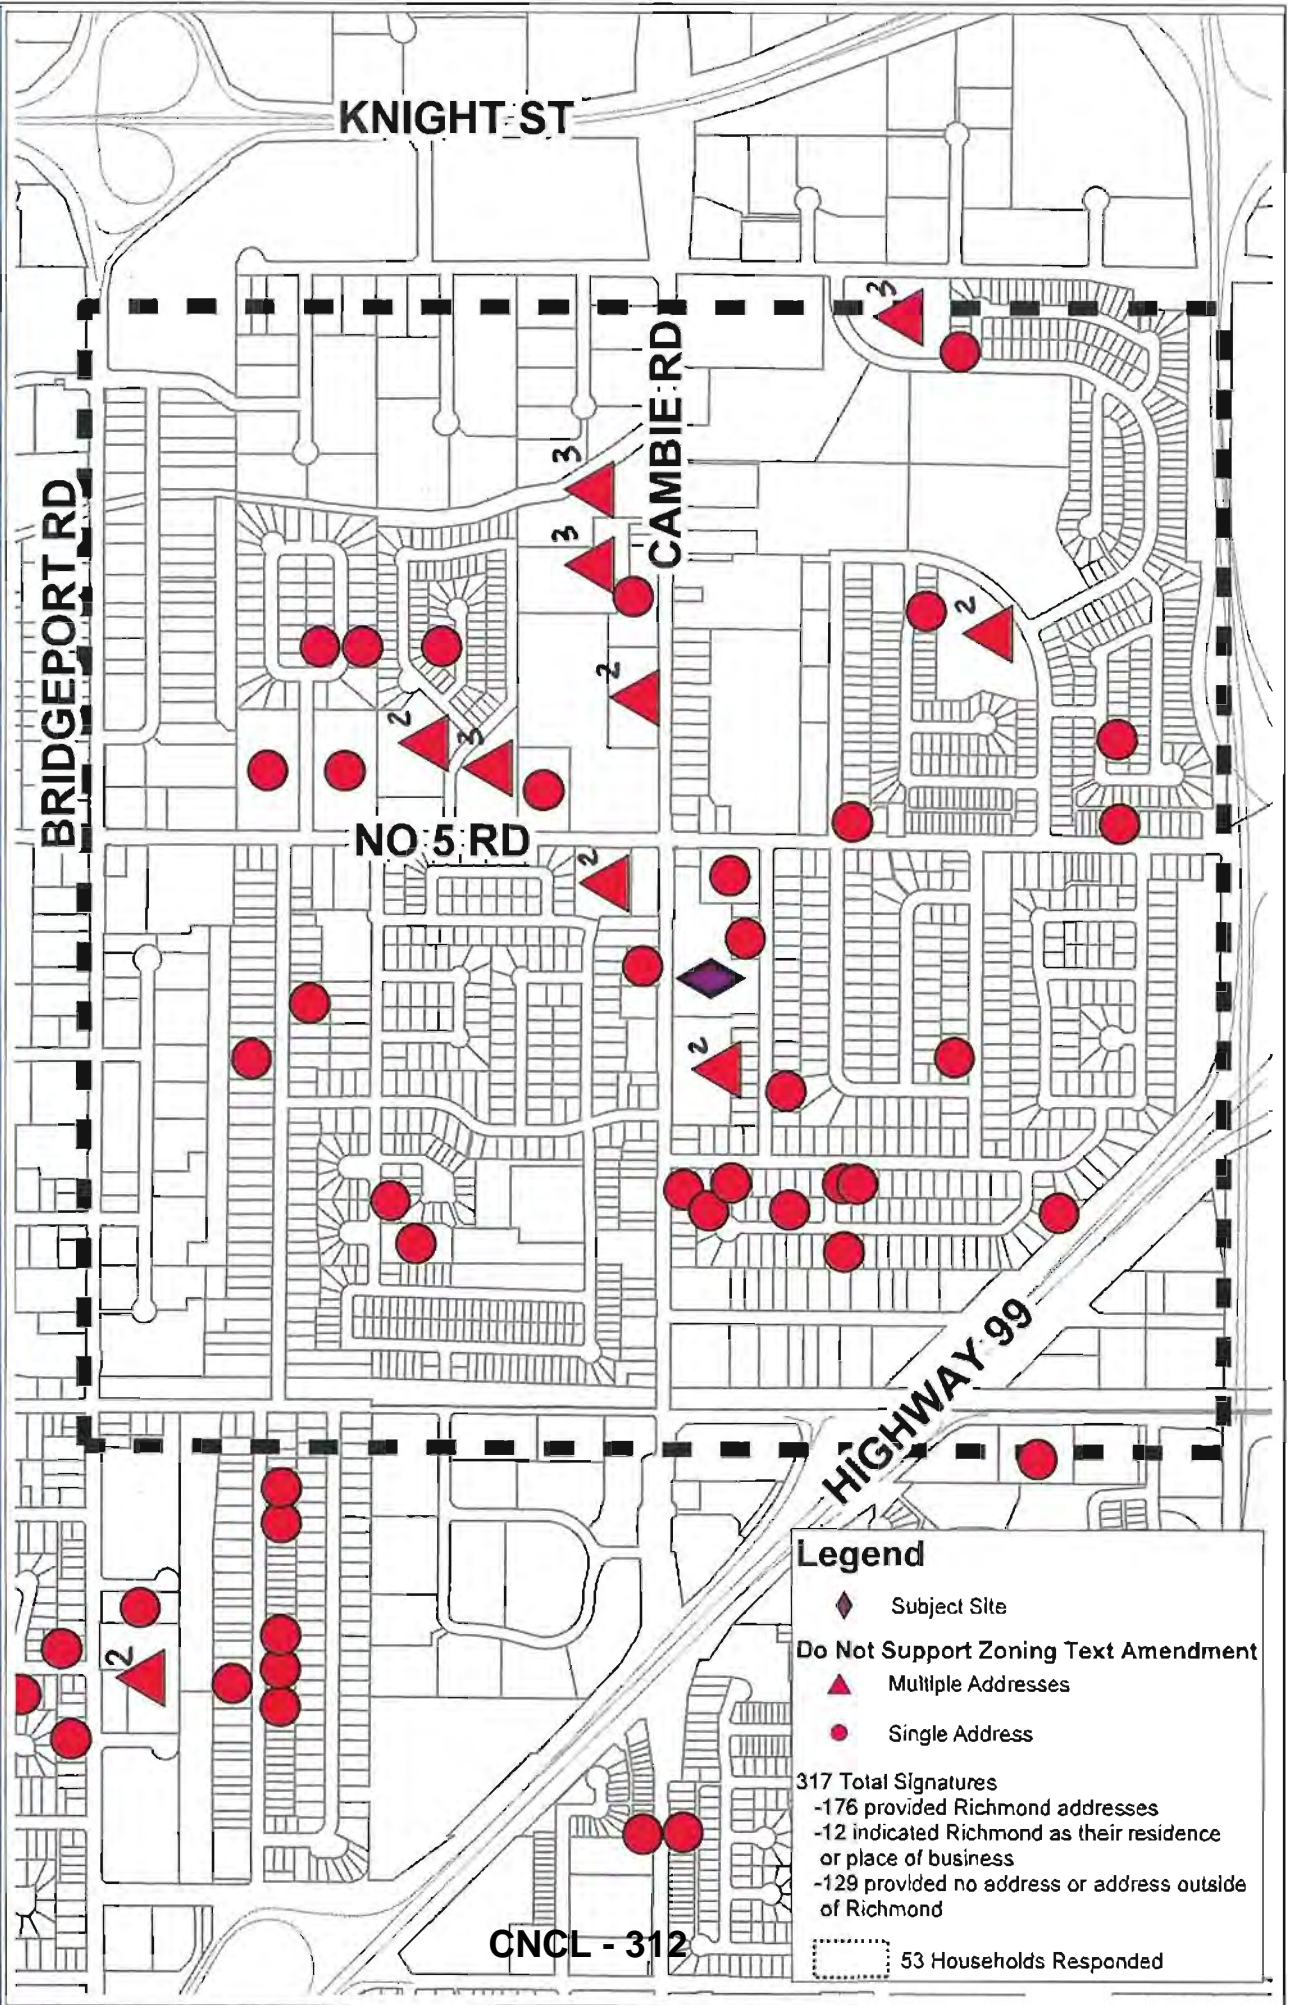 KNIGHT ST
3
CAMBIE RD
3
BRIDGEPORT RD
3
2
2
2
3
NO 5 RD
2
2
HIGHWAY 99
2
Legend
Subject Site
Do Not Support Zoning Text Amendment
Multiple Addresses
Single Address
317 Total Signatures
-176 provided Richmond addresses
-12 indicated Richmond as their residence
or place of business
-129 provided no address or address outside
of Richmond
53 Households Responded
CNCL - 312